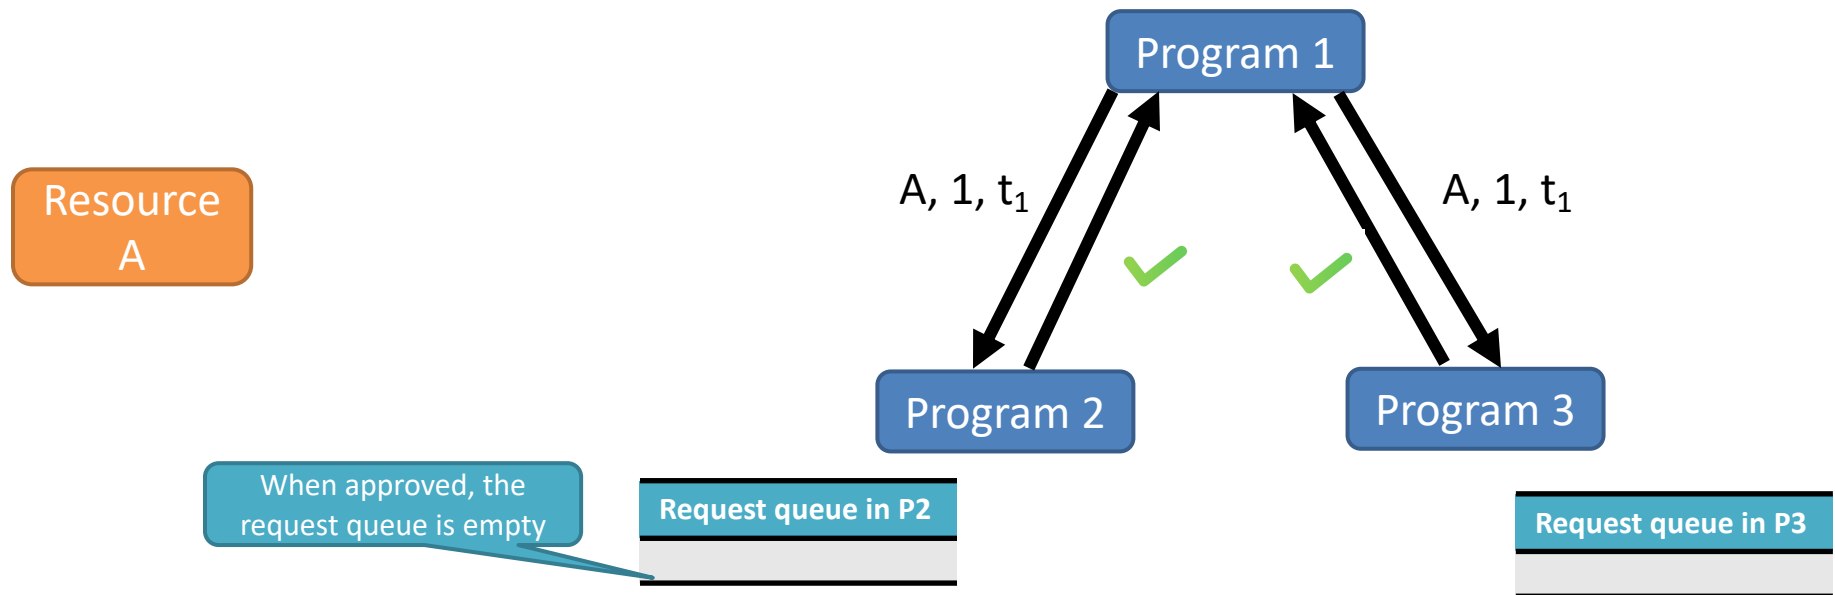 Program 1
Resource
A
A, 1, t₁
A, 1, t₁
Program 2
Program 3
When approved, the
request queue is empty
Request queue in P2
Request queue in P3